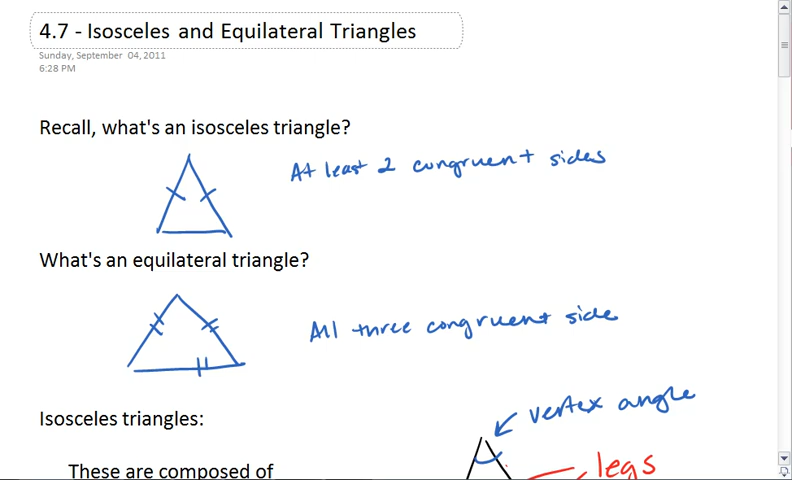 4.7 - Isosceles and Equilateral Triangles
Sunday, September 04, 2011
6:28 PM
Recall, what's an isosceles triangle?
At least 2 congruent sides
What's an equilateral triangle?
All three congruent side
Isosceles triangles:
vertex angle
These are composed of
legs